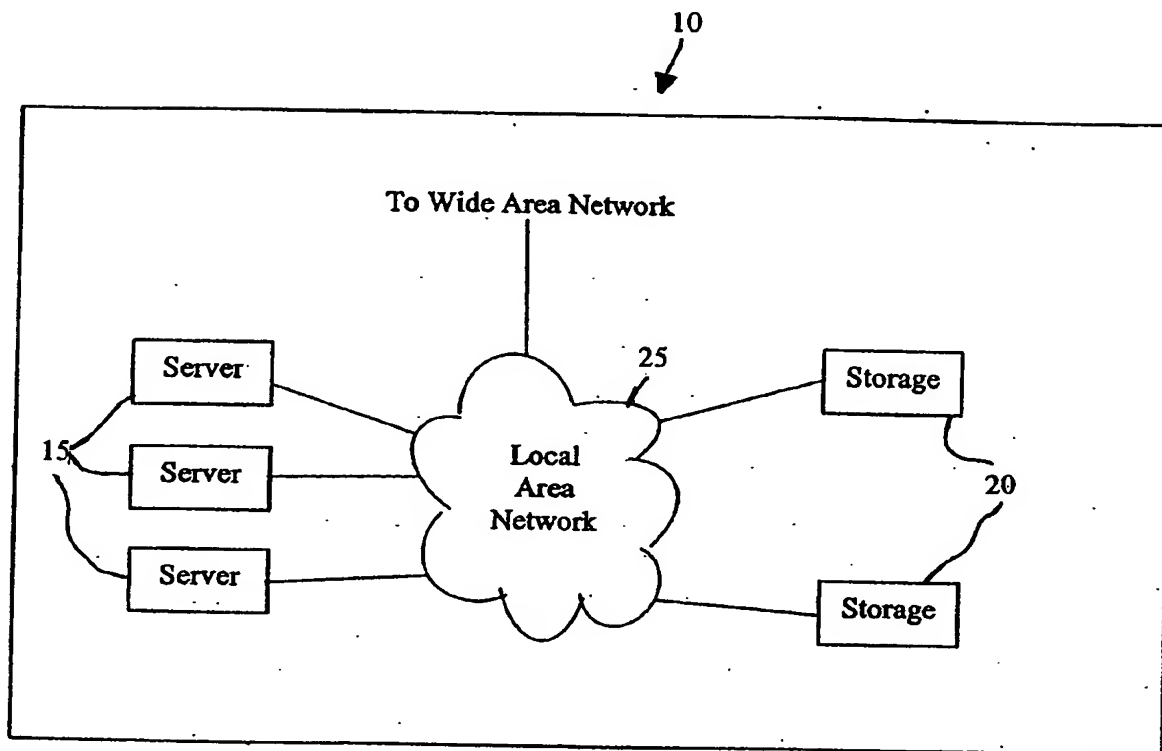 10
To Wide Area Network
Server
25
Storage
15
Server
Local
Area
Network
20
Server
Storage